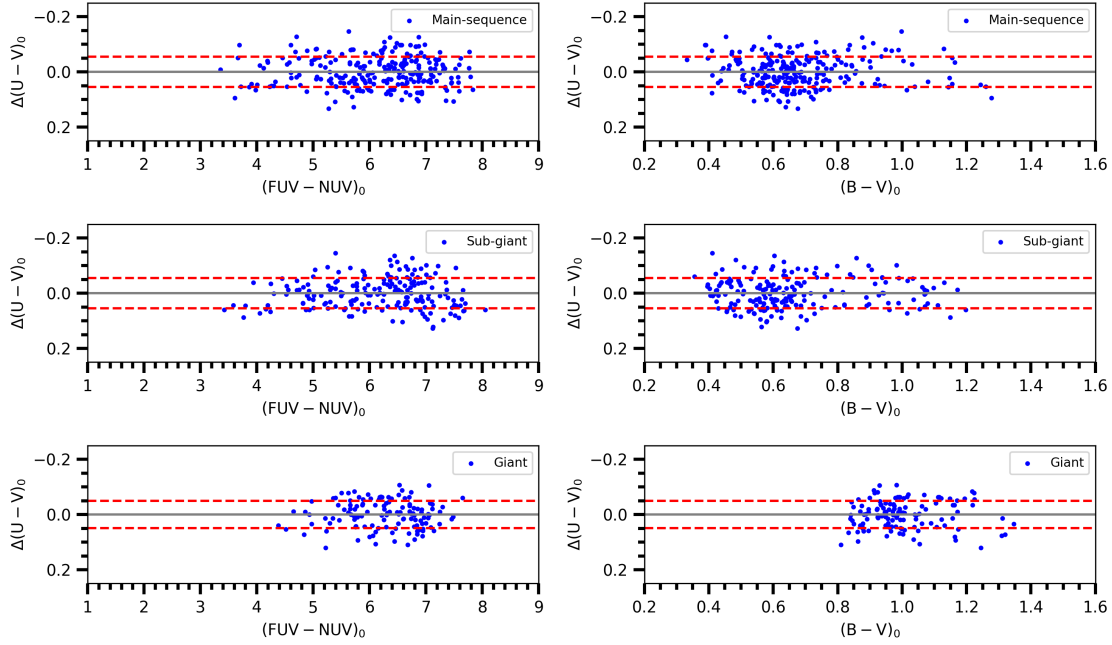 −0.2
0.0
0.2
Δ(U − V)₀
Main-sequence
1 2 3 4 5 6 7 8 9
(FUV − NUV)₀
−0.2
0.0
0.2
Δ(U − V)₀
Main-sequence
0.2 0.4 0.6 0.8 1.0 1.2 1.4 1.6
(B − V)₀
−0.2
0.0
0.2
Δ(U − V)₀
Sub-giant
1 2 3 4 5 6 7 8 9
(FUV − NUV)₀
−0.2
0.0
0.2
Δ(U − V)₀
Sub-giant
0.2 0.4 0.6 0.8 1.0 1.2 1.4 1.6
(B − V)₀
−0.2
0.0
0.2
Δ(U − V)₀
Giant
1 2 3 4 5 6 7 8 9
(FUV − NUV)₀
−0.2
0.0
0.2
Δ(U − V)₀
Giant
0.2 0.4 0.6 0.8 1.0 1.2 1.4 1.6
(B − V)₀